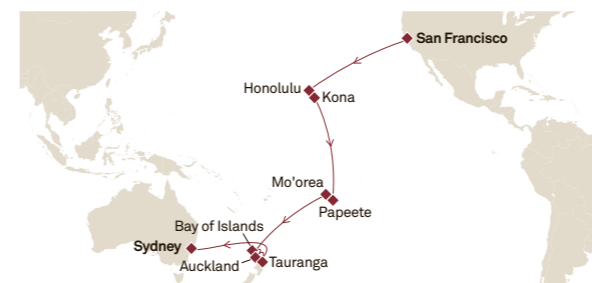 San Francisco
Honolulu
Kona
Mo'orea
Papeete
Bay of Islands
Sydney
Auckland
Tauranga